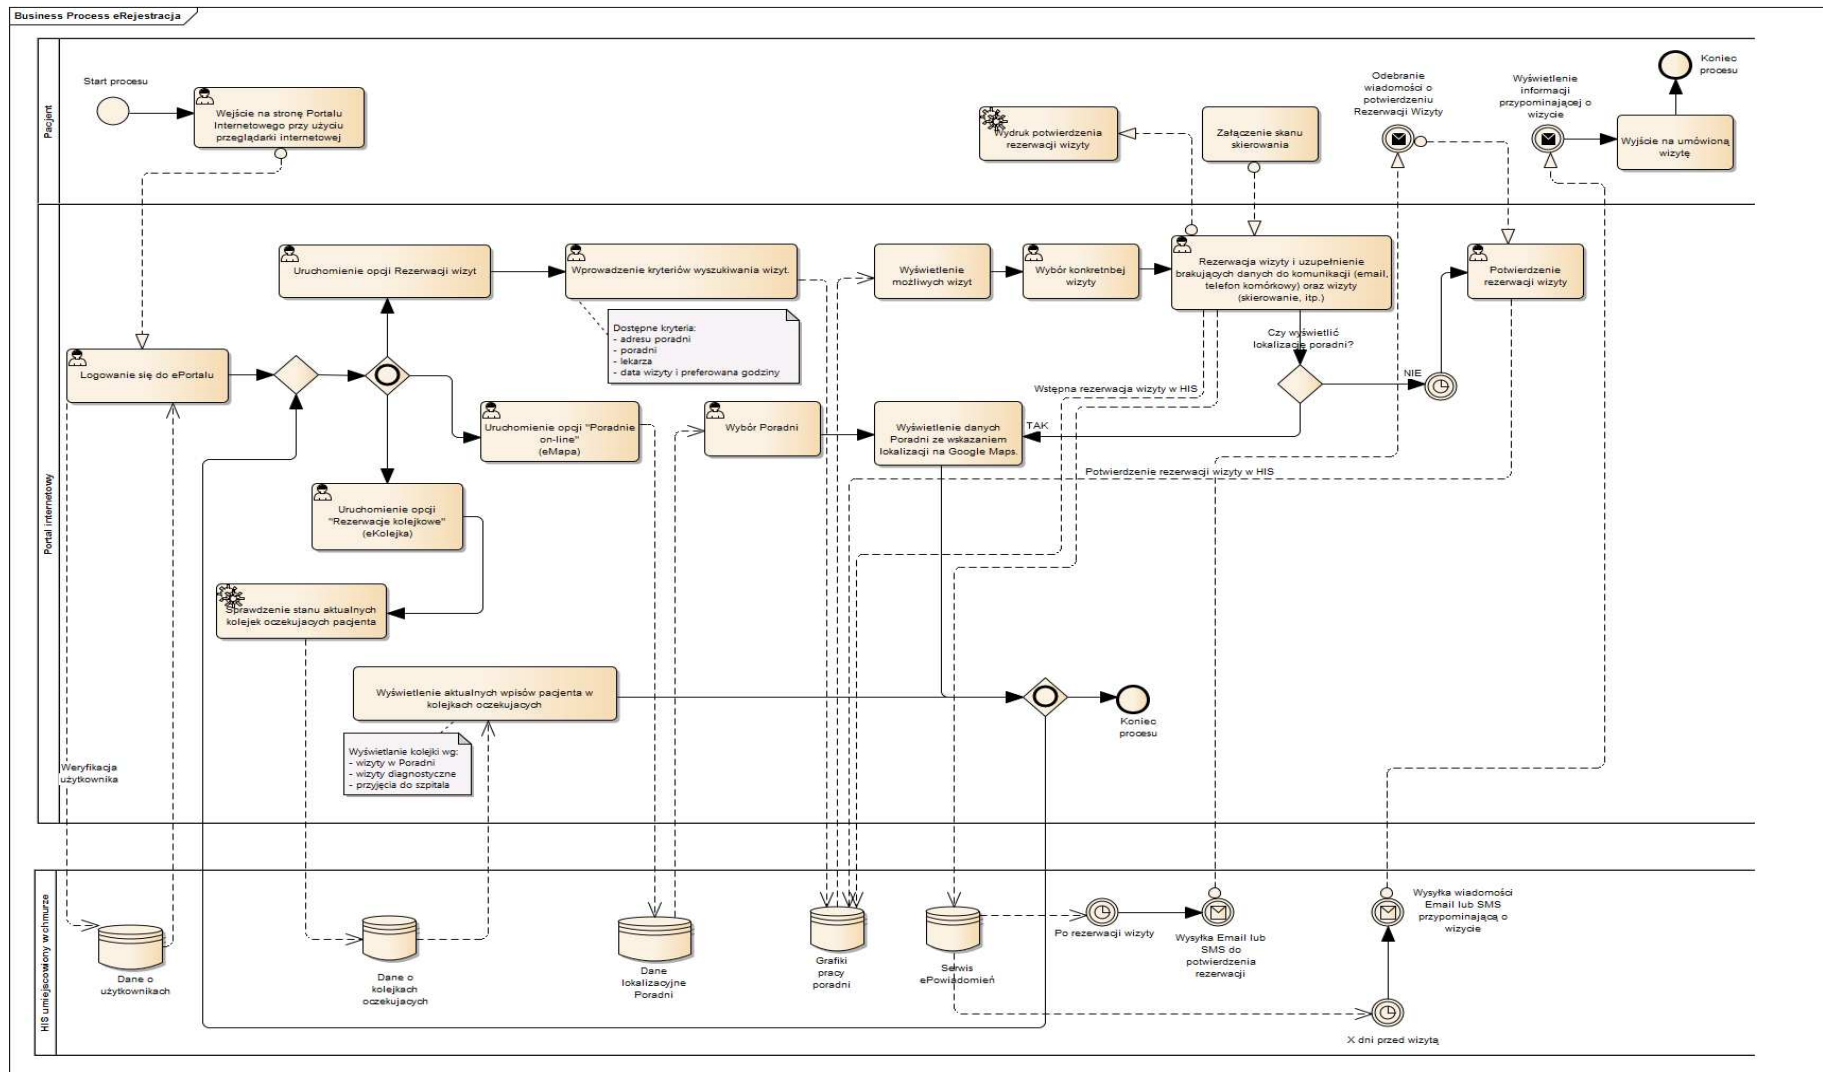 Business Process eRejestracja
Pacjent
Start procesu
Wejście na stronę Portalu
Internetowego przy użyciu
przeglądarki internetowej
Wydruk potwierdzenia
rezerwacji wizyty
Załączenie skanu
skierowania
Odebranie
wiadomości o
potwierdzeniu
Rezerwacji Wizyty
Wyświetlenie
informacji
przypominającej o
wizycie
Koniec
procesu
Wyjście na umówioną
wizytę
Portal internetowy
Uruchomienie opcji Rezerwacji wizyt
Wprowadzenie kryteriów wyszukiwania wizyt.
Wyświetlenie
możliwych wizyt
Wybór konkretnbej
wizyty
Rezerwacja wizyty i uzupełnienie
brakujących danych do komunikacji (email,
telefon komórkowy) oraz wizyty
(skierowanie, itp.)
Potwierdzenie
rezerwacji wizyty
Dostępne kryteria:
- adresu poradni
- poradni
- lekarza
- data wizyty i preferowana godziny
Czy wyświetlić
lokalizację poradni?
Logowanie się do ePortalu
NIE
Wstępna rezerwacja wizyty w HIS
Uruchomienie opcji "Poradnie
on-line"
(eMapa)
Wybór Poradni
Wyświetlenie danych
Poradni ze wskazaniem
lokalizacji na Google Maps.
TAK
Potwierdzenie rezerwacji wizyty w HIS
Uruchomienie opcji
"Rezerwacje kolejkowe"
(eKolejka)
Sprawdzenie stanu aktualnych
kolejek oczekujacych pacjenta
Wyświetlenie aktualnych wpisów pacjenta w
kolejkach oczekujacych
Koniec
procesu
Wyświetlanie kolejki wg:
- wizyty w Poradni
- wizyty diagnostyczne
- przyjęcia do szpitala
Weryfikacja
użytkownika
HIS umiejscowiony w chmurze
Dane o
użytkownikach
Dane o
kolejkach
oczekujacych
Dane
lokalizacyjne
Poradni
Grafiki
pracy
poradni
Serwis
ePowiadomień
Po rezerwacji wizyty
Wysyłka Email lub
SMS do
potwierdzenia
rezerwacji
Wysyłka wiadomości
Email lub SMS
przypominającą o
wizycie
X dni przed wizytą